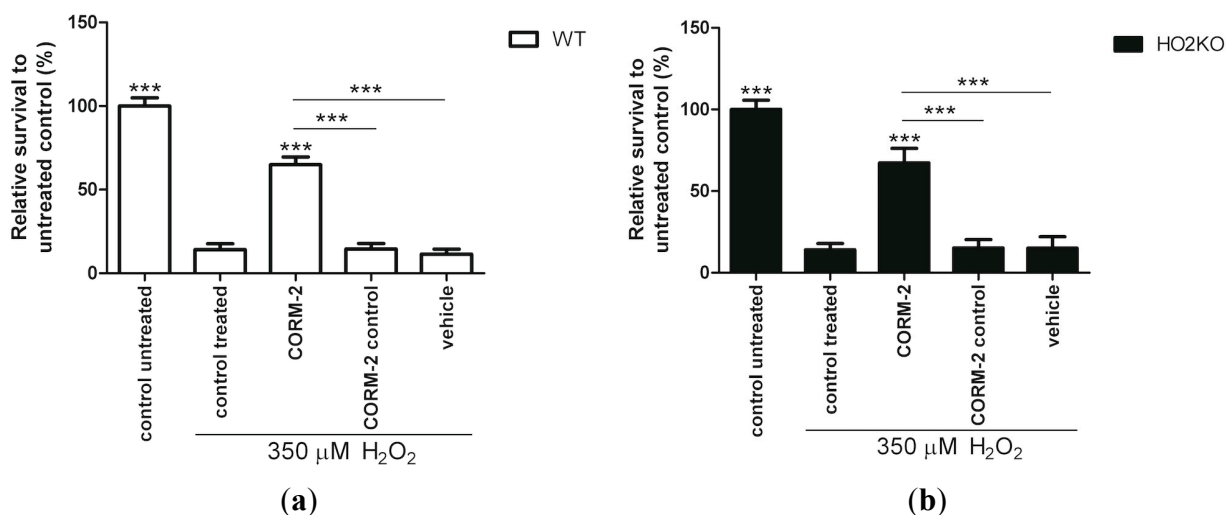 Relative survival to
untreated control (%)
150
100
50
0
***
***
***
***
WT
control untreated
control treated
CORM-2
CORM-2 control
vehicle
350 μM H₂O₂
(a)
Relative survival to
untreated control (%)
150
100
50
0
***
***
***
***
HO2KO
control untreated
control treated
CORM-2
CORM-2 control
vehicle
350 μM H₂O₂
(b)